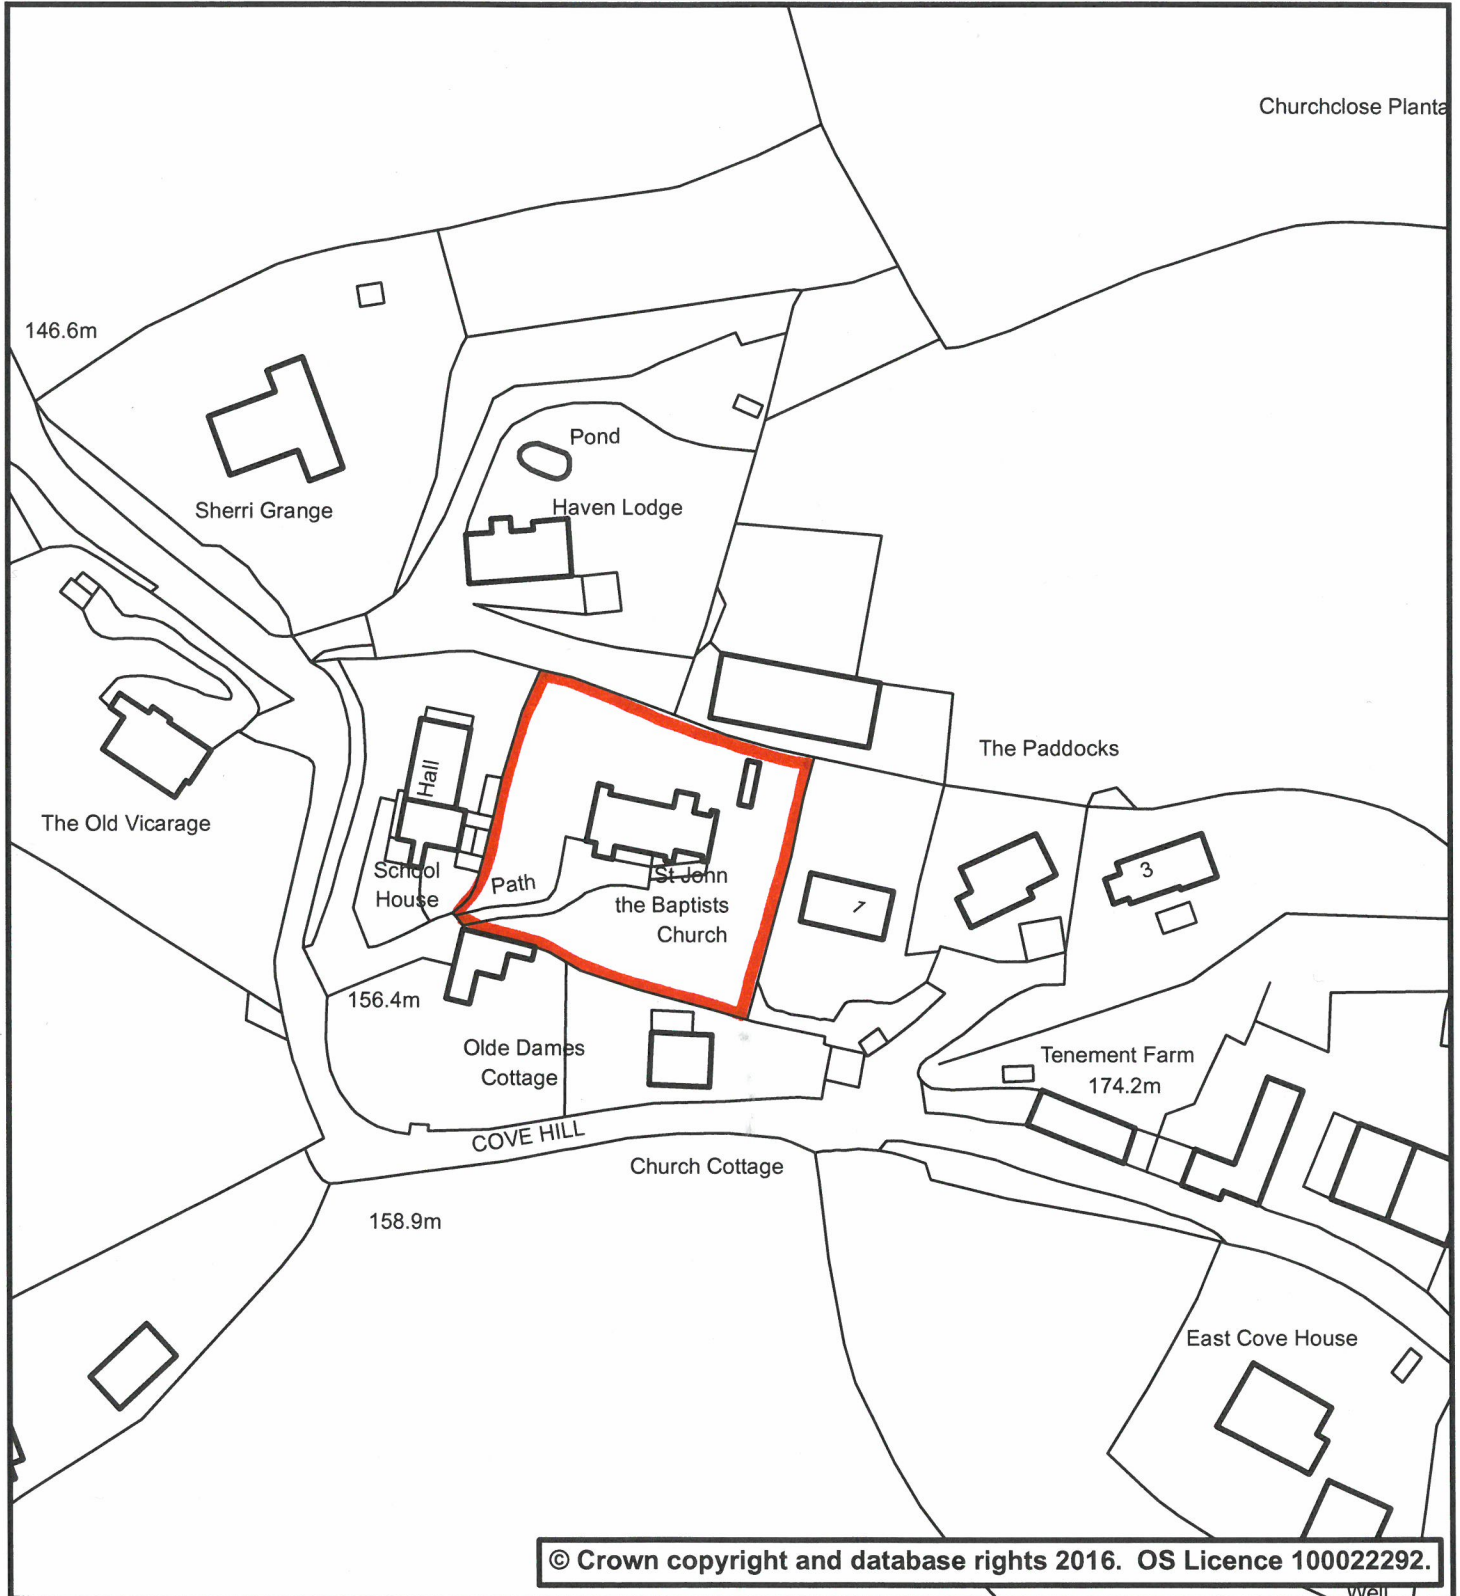 Churchclose Planta
146.6m
Pond
Sherri Grange
Haven Lodge
The Paddocks
Hall
The Old Vicarage
School
House
Path
St John
the Baptists
Church
1
3
156.4m
Olde Dames
Cottage
Tenement Farm
174.2m
COVE HILL
Church Cottage
158.9m
East Cove House
© Crown copyright and database rights 2016. OS Licence 100022292.
Well